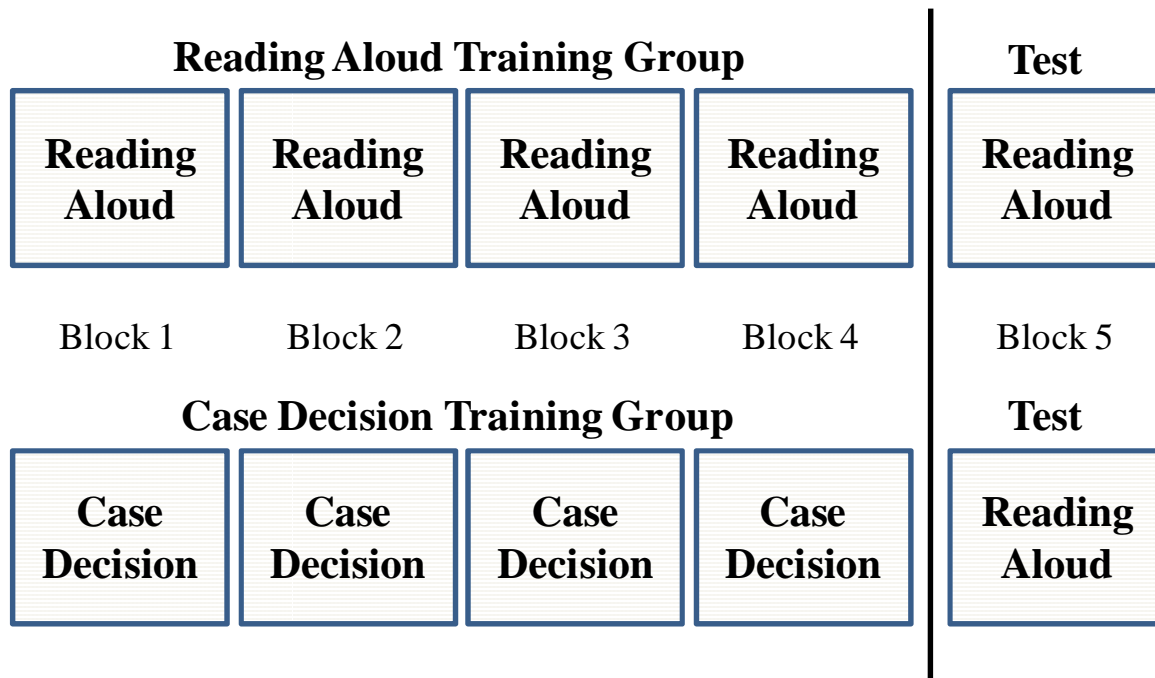 Reading Aloud Training Group Test
Reading Reading Reading Reading Reading
Aloud Aloud Aloud Aloud Aloud
Block 1 Block 2 Block 3 Block 4 Block 5
Case Decision Training Group Test
Case Case Case Case Reading
Decision Decision Decision Decision Aloud